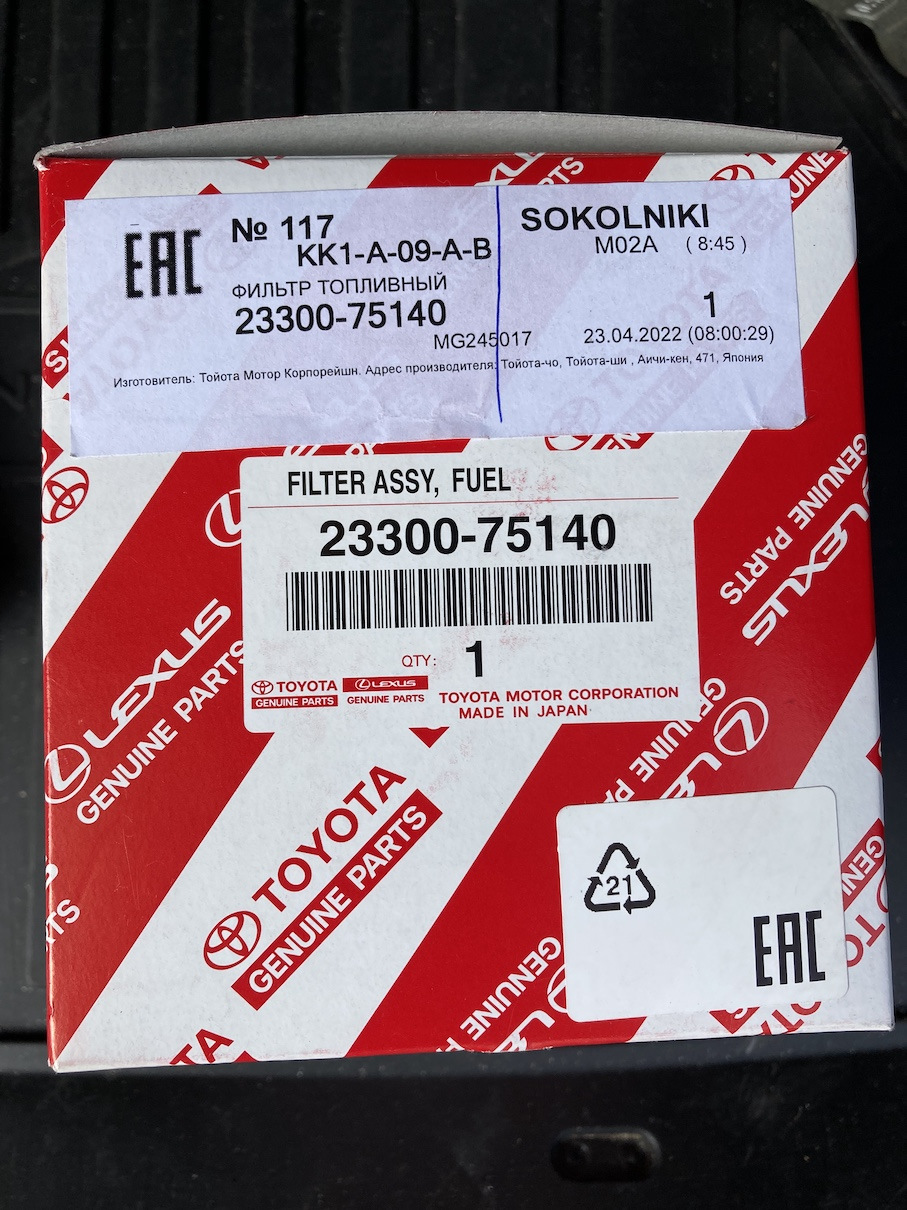 EAC
№ 117
KK1-A-09-A-B
ФИЛЬТР ТОПЛИВНЫЙ
23300-75140
MG245017
SOKOLNIKI
M02A ( 8:45 )
1
23.04.2022 (08:00:29)
Изготовитель: Тойота Мотор Корпорейшн. Адрес производителя: Тойота-чо, Тойота-ши , Аичи-кен, 471, Япония
FILTER ASSY, FUEL
23300-75140
QTY: 1
TOYOTA
GENUINE PARTS
LEXUS
GENUINE PARTS
TOYOTA MOTOR CORPORATION
MADE IN JAPAN
LEXUS
GENUINE PARTS
LEXUS
GENUINE PARTS
TOYOTA
GENUINE PARTS
LEXUS
GENUINE
GENUINE
21
EAC